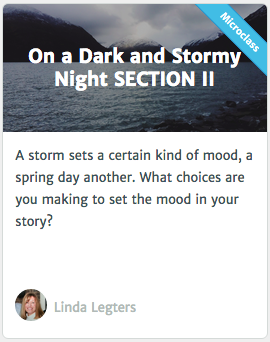 Microclass
On a Dark and Stormy
Night SECTION II
A storm sets a certain kind of mood, a
spring day another. What choices are
you making to set the mood in your
story?
Linda Legters